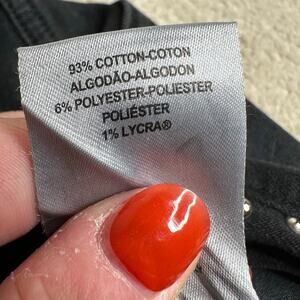 93% COTTON-COTON
ALGODÃO-ALGODON
6% POLYESTER-POLIESTER
POLIÉSTER
1% LYCRA®